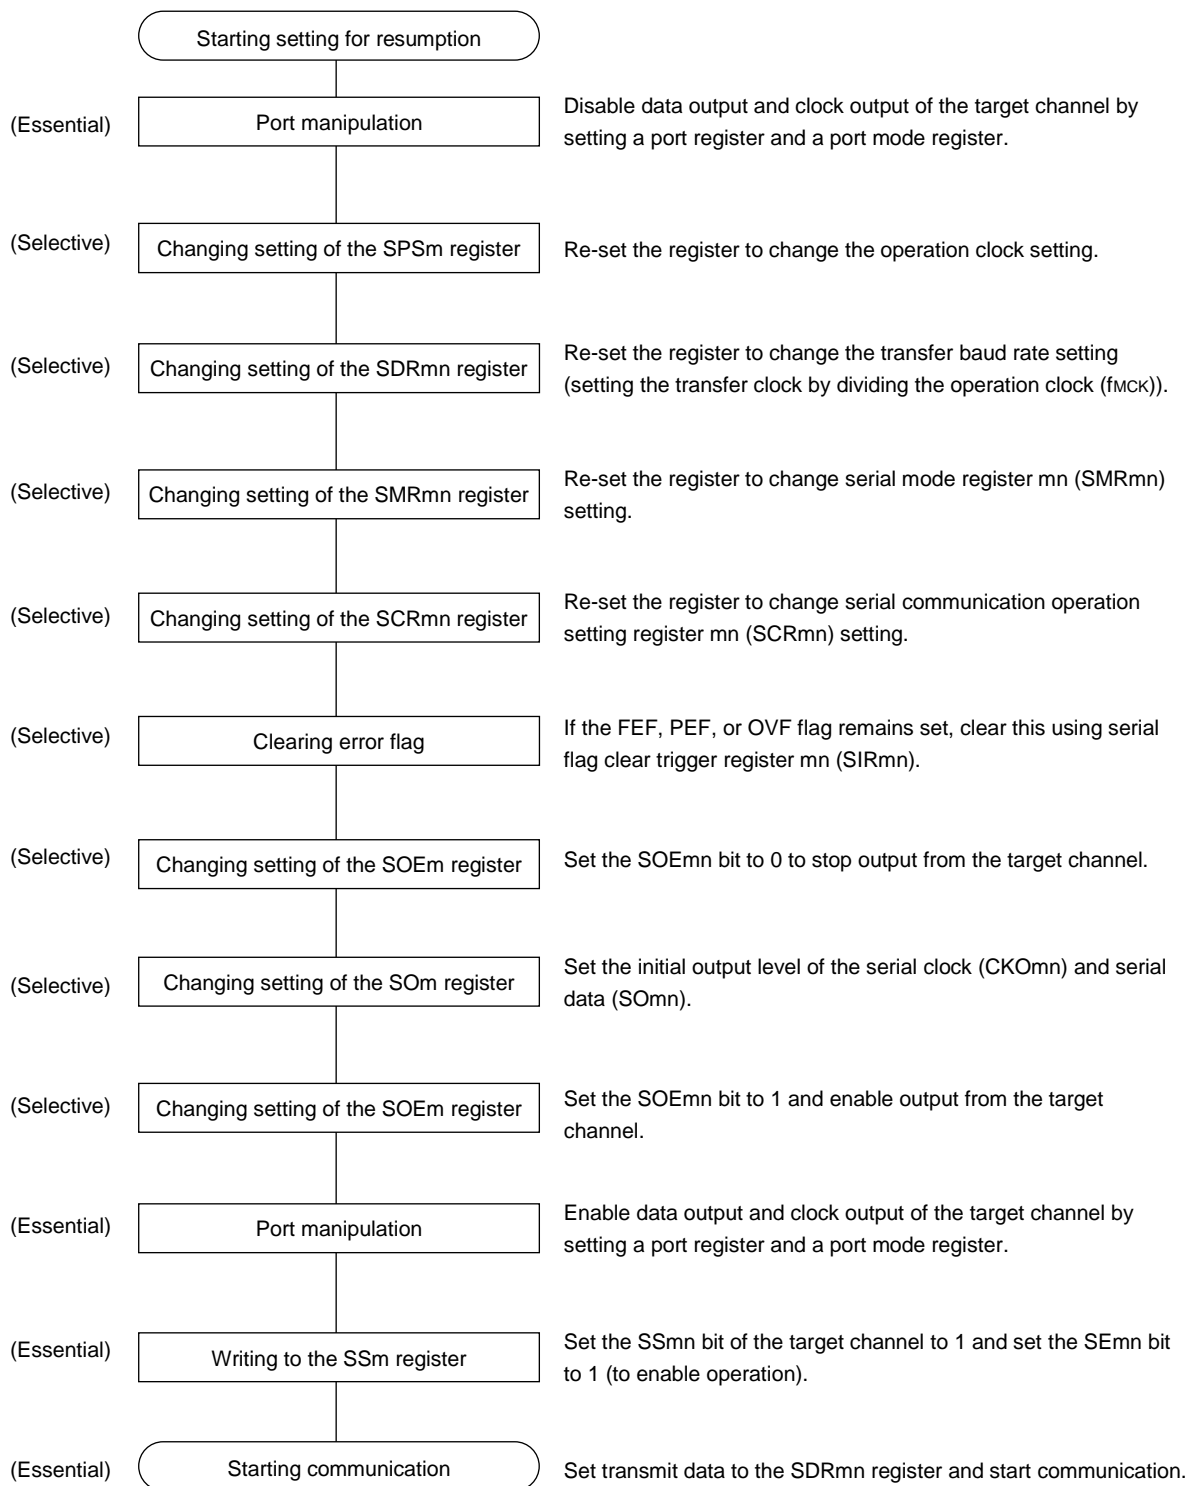 Starting setting for resumption
(Essential)
Port manipulation
Disable data output and clock output of the target channel by
setting a port register and a port mode register.
(Selective)
Changing setting of the SPSm register
Re-set the register to change the operation clock setting.
(Selective)
Changing setting of the SDRmn register
Re-set the register to change the transfer baud rate setting
(setting the transfer clock by dividing the operation clock (fMCK)).
(Selective)
Changing setting of the SMRmn register
Re-set the register to change serial mode register mn (SMRmn)
setting.
(Selective)
Changing setting of the SCRmn register
Re-set the register to change serial communication operation
setting register mn (SCRmn) setting.
(Selective)
Clearing error flag
If the FEF, PEF, or OVF flag remains set, clear this using serial
flag clear trigger register mn (SIRmn).
(Selective)
Changing setting of the SOEm register
Set the SOEmn bit to 0 to stop output from the target channel.
(Selective)
Changing setting of the SOm register
Set the initial output level of the serial clock (CKOmn) and serial
data (SOmn).
(Selective)
Changing setting of the SOEm register
Set the SOEmn bit to 1 and enable output from the target
channel.
(Essential)
Port manipulation
Enable data output and clock output of the target channel by
setting a port register and a port mode register.
(Essential)
Writing to the SSm register
Set the SSmn bit of the target channel to 1 and set the SEmn bit
to 1 (to enable operation).
(Essential)
Starting communication
Set transmit data to the SDRmn register and start communication.